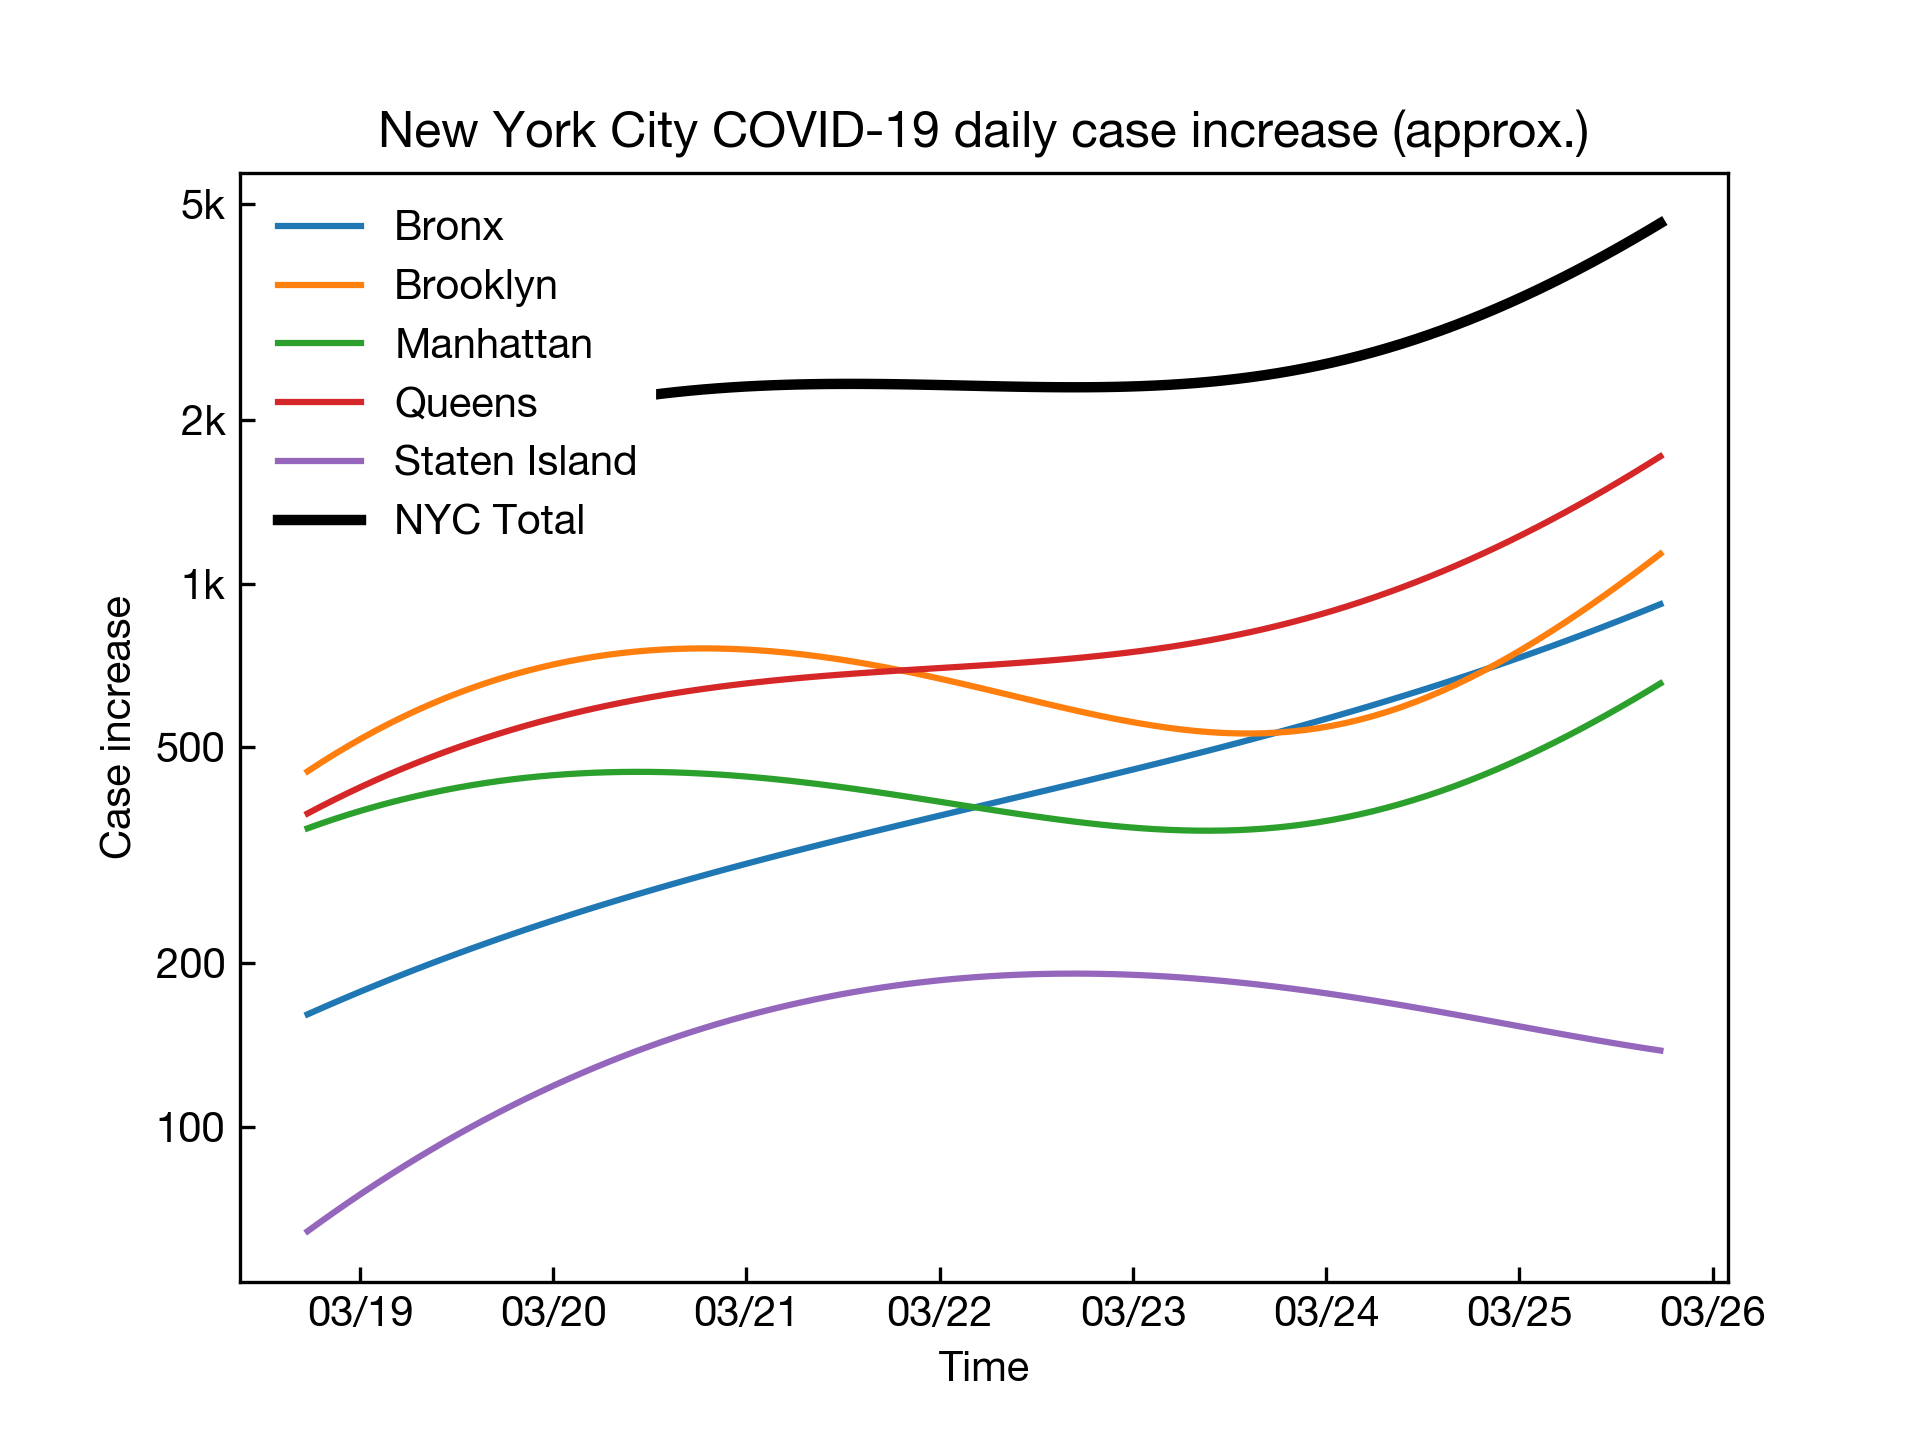 New York City COVID-19 daily case increase (approx.)
5k
2k
1k
500
200
100
Case increase
Bronx
Brooklyn
Manhattan
Queens
Staten Island
NYC Total
03/19 03/20 03/21 03/22 03/23 03/24 03/25 03/26
Time